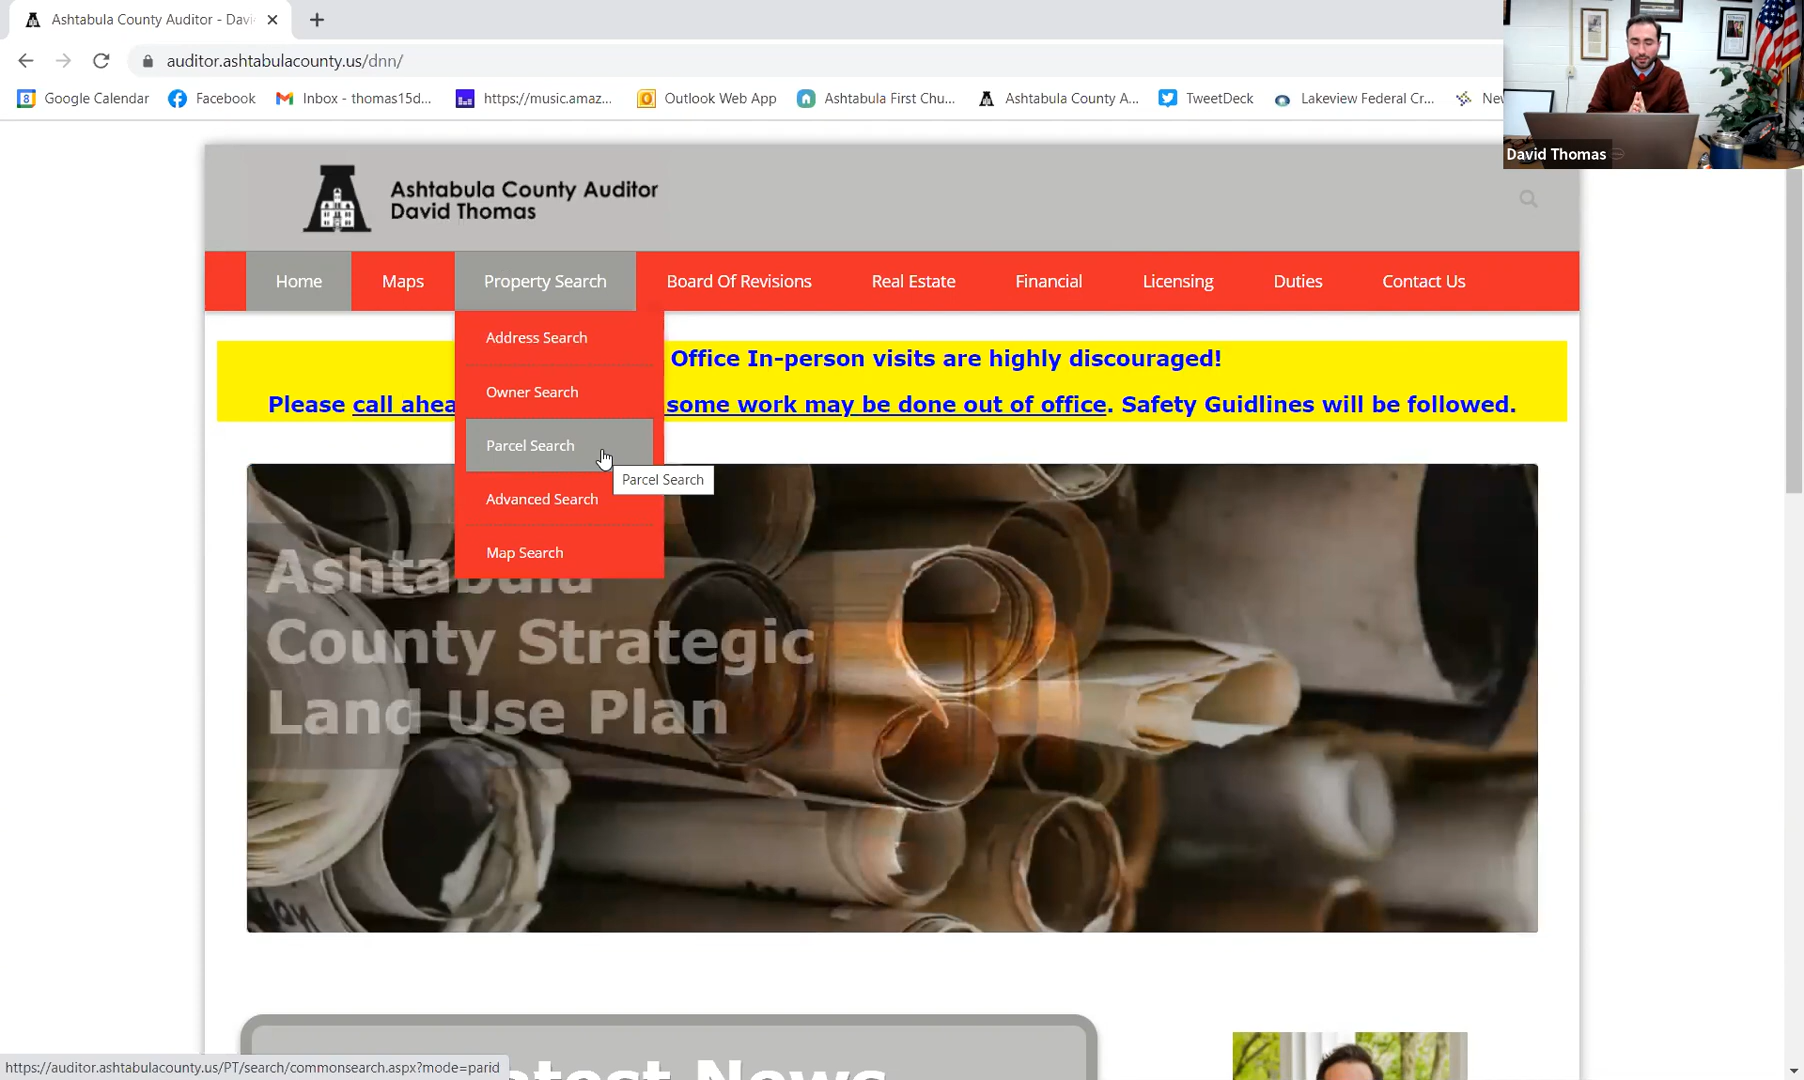 Ashtabula County Auditor - Davi
auditor.ashtabulacounty.us/dnn/
8 Google Calendar
Facebook
Inbox - thomas15d...
https://music.amaz...
Outlook Web App
Ashtabula First Chu...
Ashtabula County A...
TweetDeck
Lakeview Federal Cr...
David Thomas
Ashtabula County Auditor
David Thomas
Home
Maps
Property Search
Board Of Revisions
Real Estate
Financial
Licensing
Duties
Contact Us
Address Search
Owner Search
Parcel Search
Advanced Search
Map Search
Parcel Search
Office In-person visits are highly discouraged!
Please call ahea some work may be done out of office. Safety Guidlines will be followed.
Ashtabula
County Strategic
Land Use Plan
https://auditor.ashtabulacounty.us/PT/search/commonsearch.aspx?mode=parid
test News